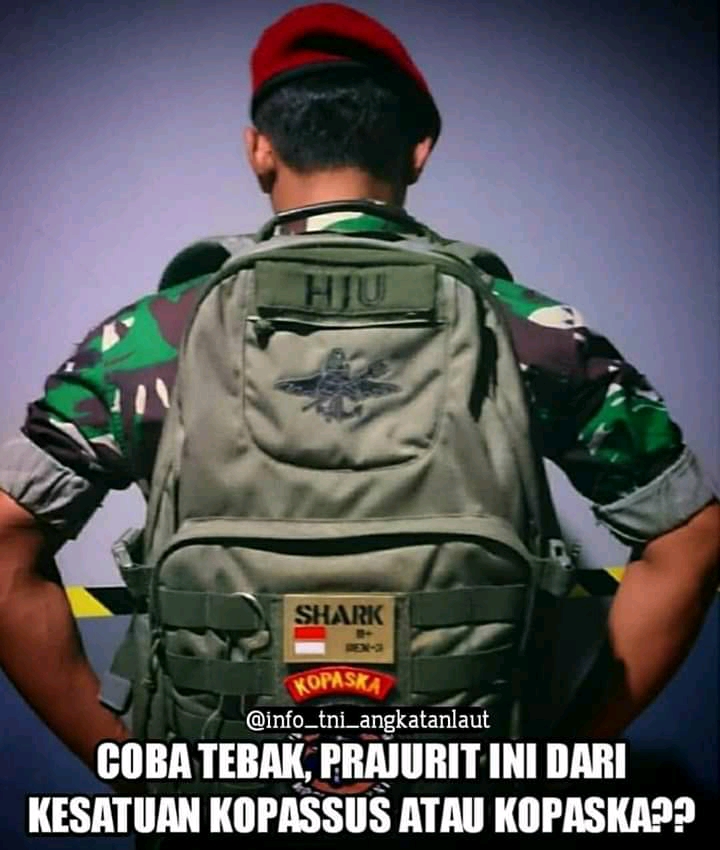 HIU
SHARK
B+
KOPASKA
@info_tni_angkatanlaut
COBA TEBAK, PRAJURIT INI DARI
KESATUAN KOPASSUS ATAU KOPASKA??